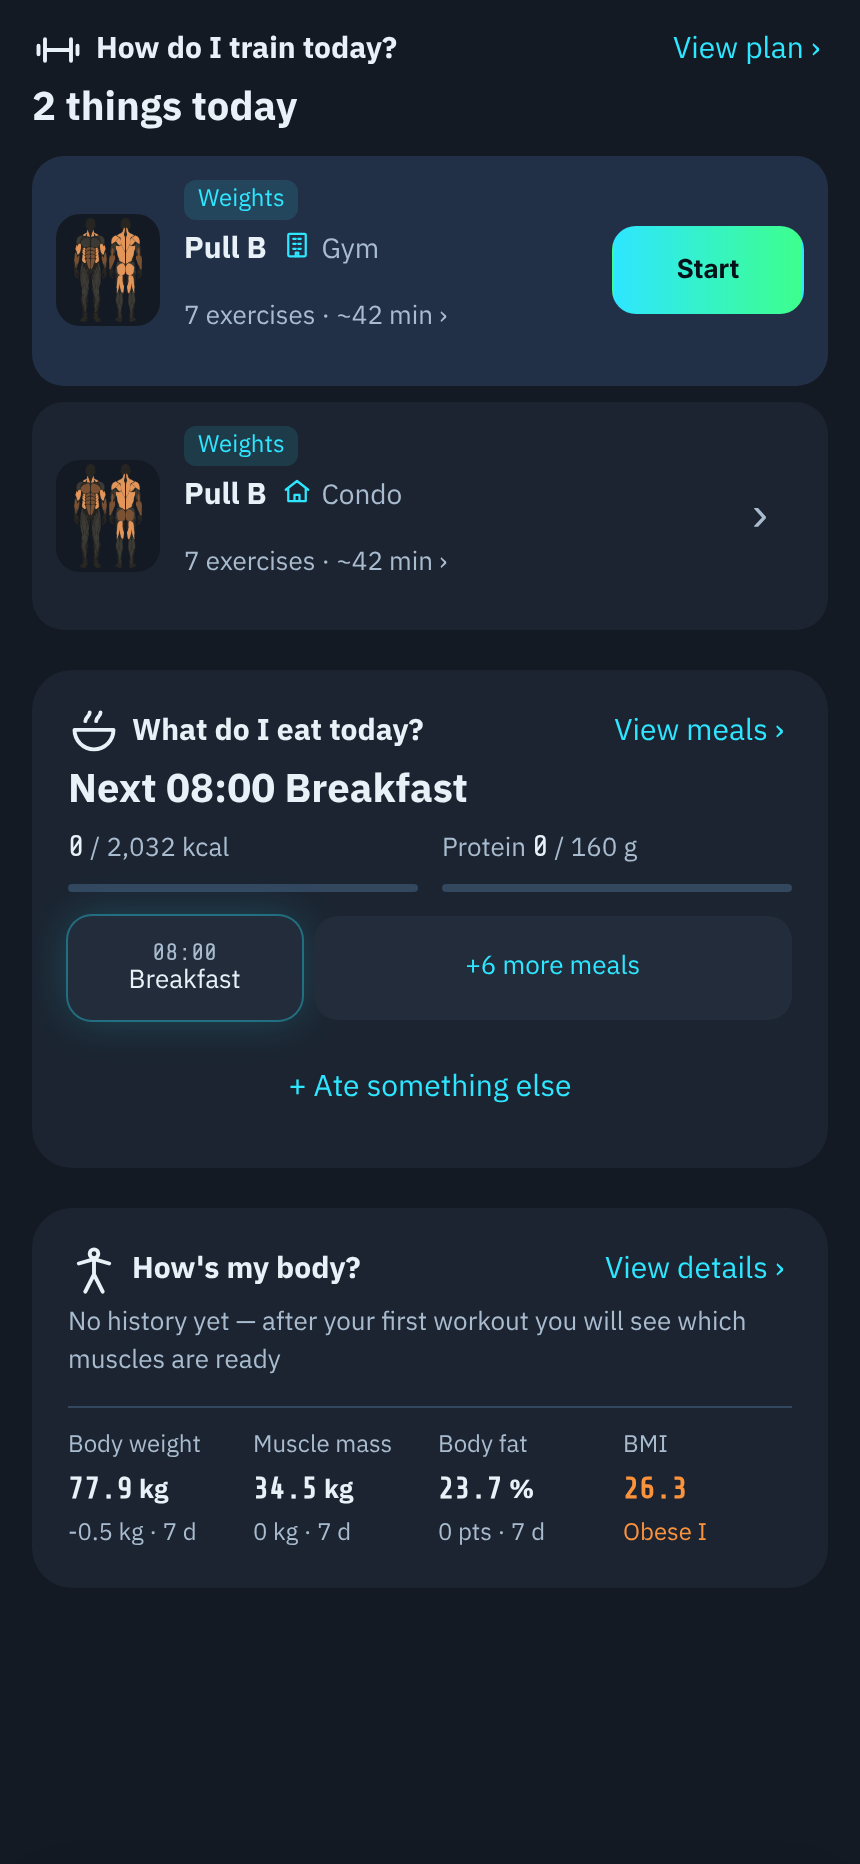 How do I train today?
View plan ›
2 things today
Weights
Pull B Gym
7 exercises · ~42 min ›
Start
Weights
Pull B Condo
7 exercises · ~42 min ›
›
What do I eat today?
View meals ›
Next 08:00 Breakfast
0 / 2,032 kcal
Protein 0 / 160 g
08:00
Breakfast
+6 more meals
+ Ate something else
How's my body?
View details ›
No history yet — after your first workout you will see which
muscles are ready
Body weight Muscle mass Body fat BMI
77.9 kg 34.5 kg 23.7 % 26.3
-0.5 kg · 7 d 0 kg · 7 d 0 pts · 7 d Obese I